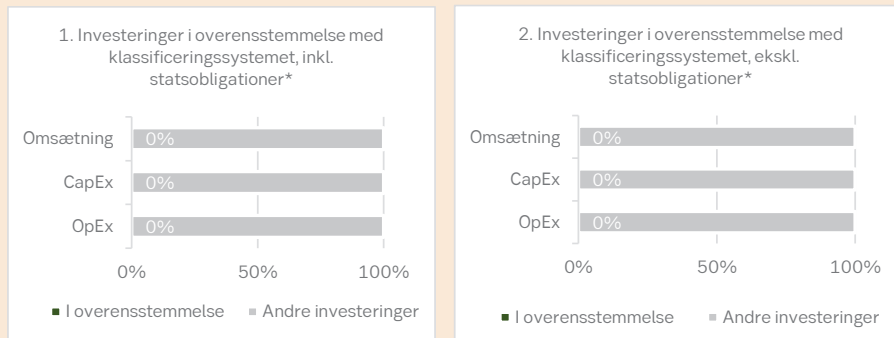 1. Investeringer i overensstemmelse med
klassificeringssystemet, inkl.
statsobligationer*
Omsætning 0%
CapEx 0%
OpEx 0%
0% 50% 100%
I overensstemmelse Andre investeringer
2. Investeringer i overensstemmelse med
klassificeringssystemet, ekskl.
statsobligationer*
Omsætning 0%
CapEx 0%
OpEx 0%
0% 50% 100%
I overensstemmelse Andre investeringer